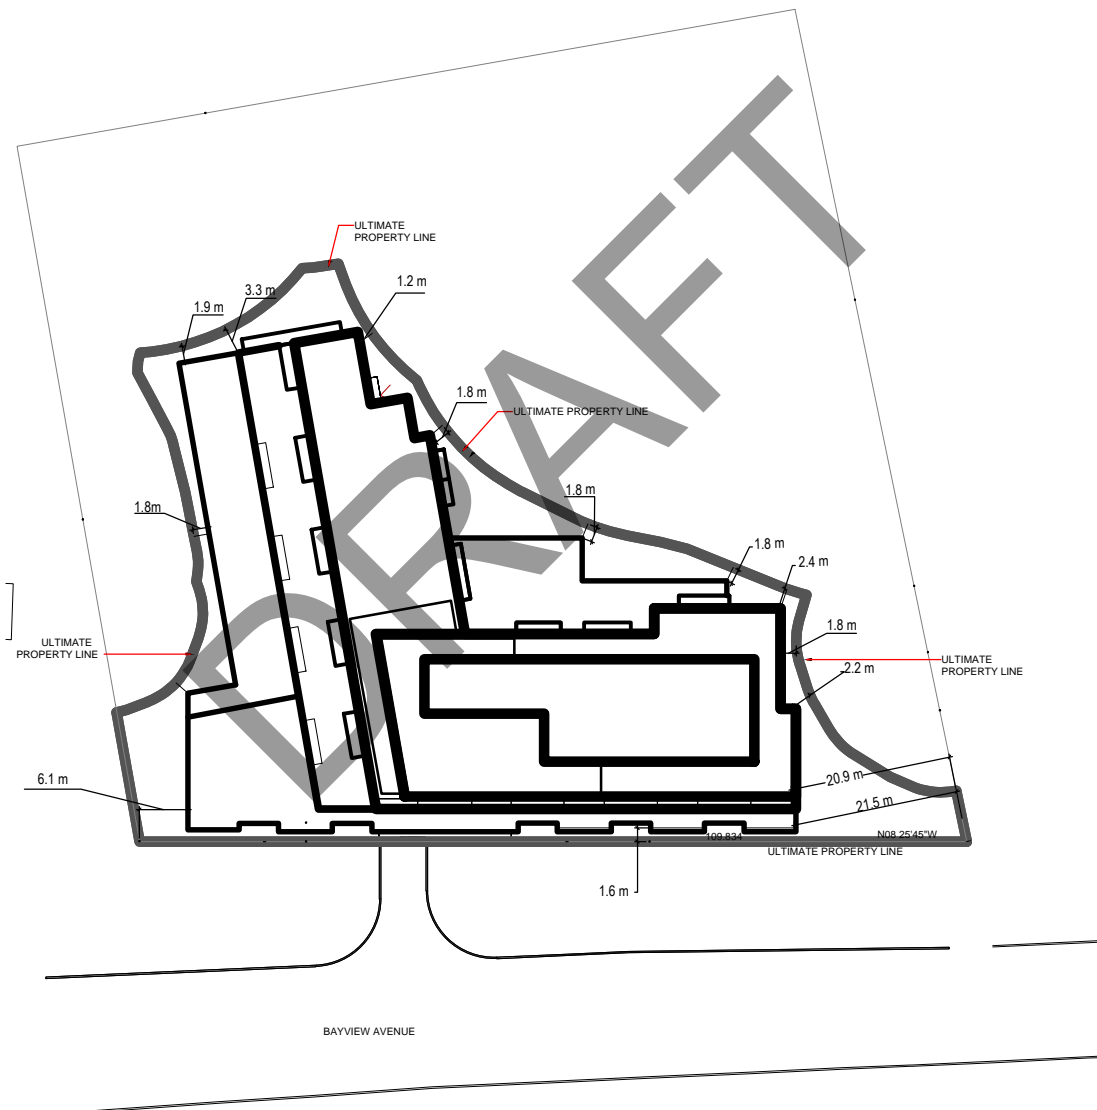 ULTIMATE
PROPERTY LINE
3.3 m
1.2 m
1.9 m
1.8 m
ULTIMATE PROPERTY LINE
1.8 m
1.8m
1.8 m
2.4 m
1.8 m
ULTIMATE
PROPERTY LINE
ULTIMATE
PROPERTY LINE
2.2 m
6.1 m
20.9 m
21.5 m
109.834
N08 25'45"W
ULTIMATE PROPERTY LINE
1.6 m
BAYVIEW AVENUE
DRAFT